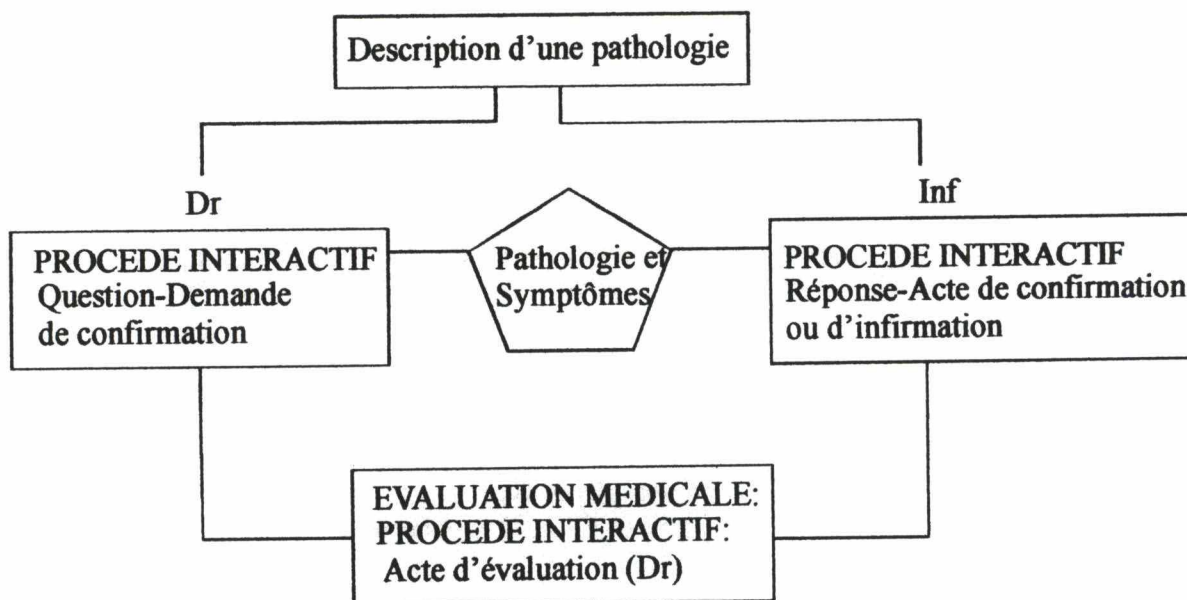 Description d'une pathologie
Dr
Inf
PROCEDE INTERACTIF
Question-Demande
de confirmation
Pathologie et
Symptômes
PROCEDE INTERACTIF
Réponse-Acte de confirmation
ou d'infirmation
EVALUATION MEDICALE:
PROCEDE INTERACTIF:
Acte d'évaluation (Dr)